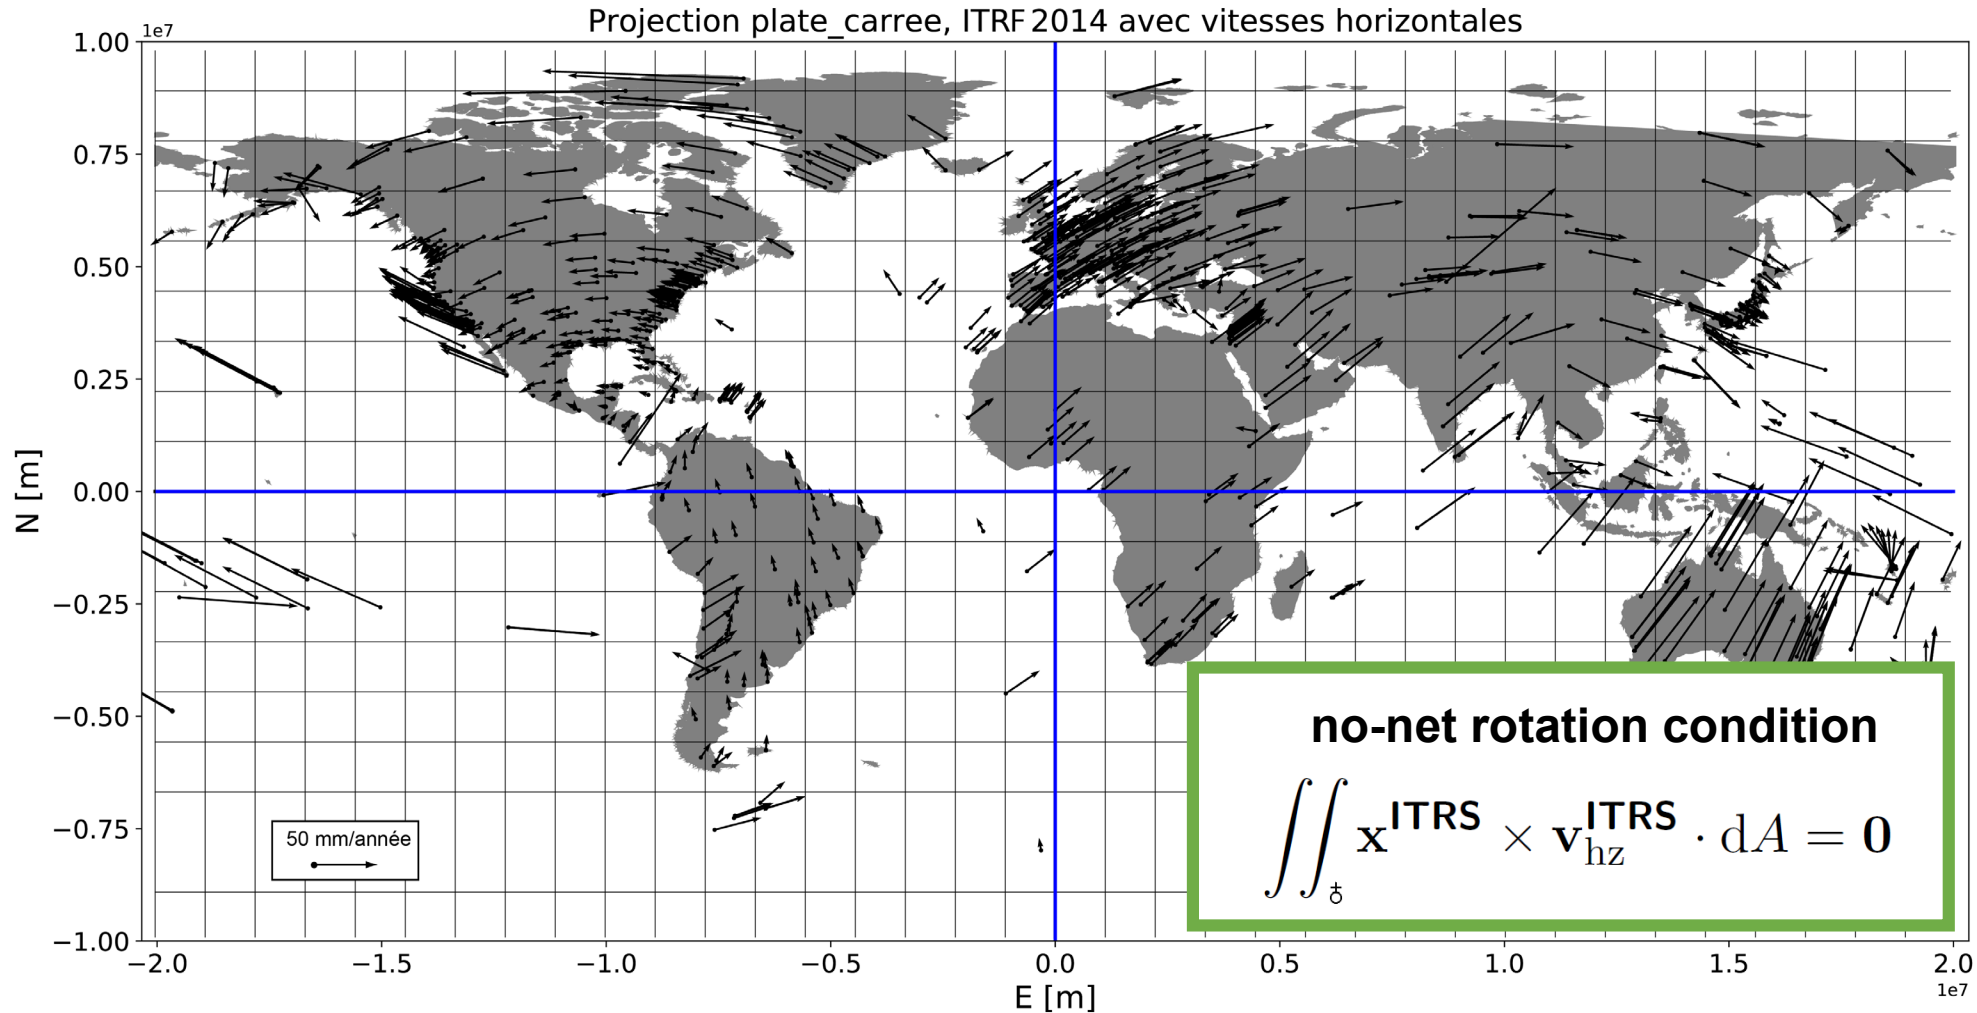 Projection plate_carree, ITRF2014 avec vitesses horizontales
1e7
1.00
0.75
0.50
0.25
0.00
−0.25
−0.50
−0.75
−1.00
N [m]
50 mm/année
no-net rotation condition
∬♁ x^ITRS × v_hz^ITRS · dA = 0
−2.0 −1.5 −1.0 −0.5 0.0 0.5 1.0 1.5 2.0
1e7
E [m]